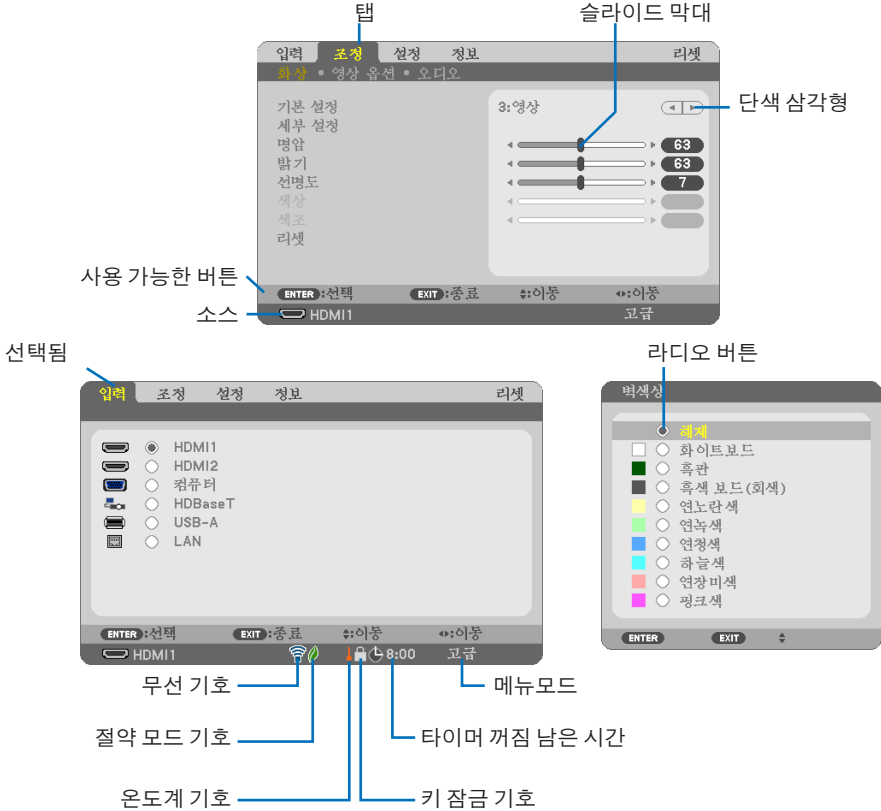 탭
슬라이드 막대
입력 조정 설정 정보 리셋
화상 • 영상 옵션 • 오디오
기본 설정
3:영상
단색 삼각형
세부 설정
명암 63
밝기 63
선명도 7
색상
색조
리셋
사용 가능한 버튼
ENTER :선택 EXIT :종료 :이동 :이동
소스
HDMI1 고급
선택됨
입력 조정 설정 정보 리셋
HDMI1
HDMI2
컴퓨터
HDBaseT
USB-A
LAN
ENTER :선택 EXIT :종료 :이동 :이동
HDMI1 8:00 고급
라디오 버튼
벽색상
해제
화이트보드
흑판
흑색 보드(회색)
연노란색
연녹색
연청색
하늘색
연장미색
핑크색
ENTER EXIT
무선 기호
메뉴모드
절약 모드 기호
타이머 꺼짐 남은 시간
온도계 기호
키 잠금 기호